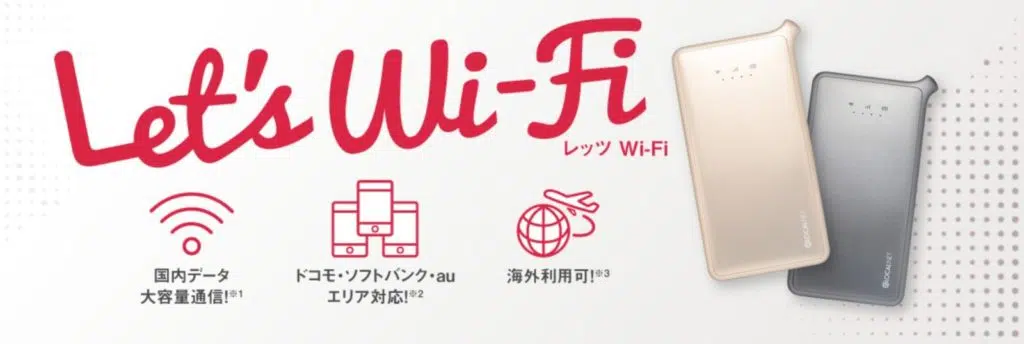 Let's Wi-Fi
レッツ Wi-Fi
国内データ
大容量通信!※1
ドコモ・ソフトバンク・au
エリア対応!※2
海外利用可!※3
GLOCALNET
GLOCALNET